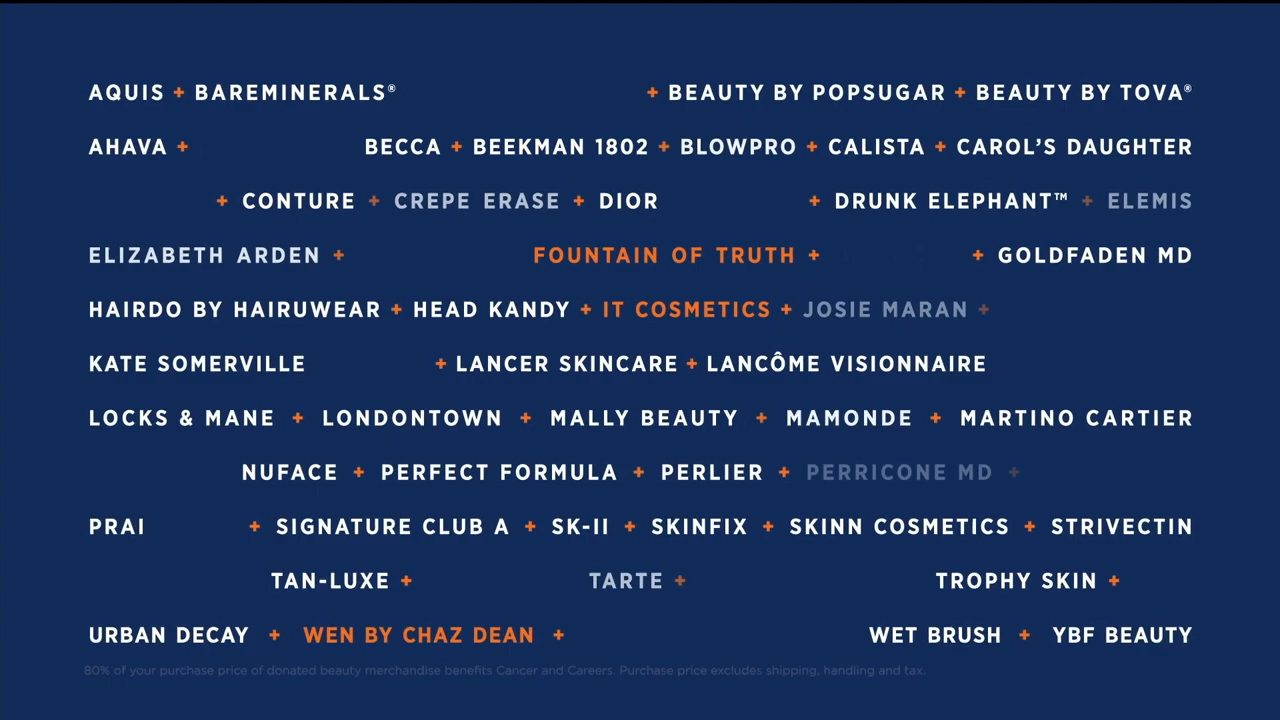 AQUIS + BAREMINERALS® + BEAUTY BY POPSUGAR + BEAUTY BY TOVA®
AHAVA + BECCA + BEEKMAN 1802 + BLOWPRO + CALISTA + CAROL’S DAUGHTER
+ CONTURE + CREPE ERASE + DIOR + DRUNK ELEPHANT™ + ELEMIS
ELIZABETH ARDEN + FOUNTAIN OF TRUTH + + GOLDFADEN MD
HAIRDO BY HAIRUWEAR + HEAD KANDY + IT COSMETICS + JOSIE MARAN +
KATE SOMERVILLE + LANCER SKINCARE + LANCÔME VISIONNAIRE
LOCKS & MANE + LONDONTOWN + MALLY BEAUTY + MAMONDE + MARTINO CARTIER
NUFACE + PERFECT FORMULA + PERLIER + PERRICONE MD +
PRAI + SIGNATURE CLUB A + SK-II + SKINFIX + SKINN COSMETICS + STRIVECTIN
TAN-LUXE + TARTE + TROPHY SKIN +
URBAN DECAY + WEN BY CHAZ DEAN + WET BRUSH + YBF BEAUTY
80% of your purchase price of donated beauty merchandise benefits Cancer and Careers. Purchase price excludes shipping, handling and tax.